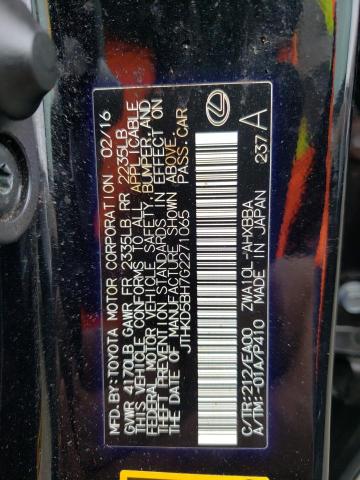 MFD.BY:TOYOTA MOTOR CORPORATION 02/16
GVWR 4170LB GAWR FR 2335LB RR 2235LB
THIS VEHICLE CONFORMS TO ALL APPLICABLE
FEDERAL MOTOR VEHICLE SAFETY, BUMPER, AND
THEFT PREVENTION STANDARDS IN EFFECT ON
THE DATE OF MANUFACTURE SHOWN ABOVE.
JTHKD5BH7G2271065 PASS.CAR
C/TR:212/EA00 ZWA10L-AHXBBA
A/TM:-01A/P410 MADE IN JAPAN
237 A